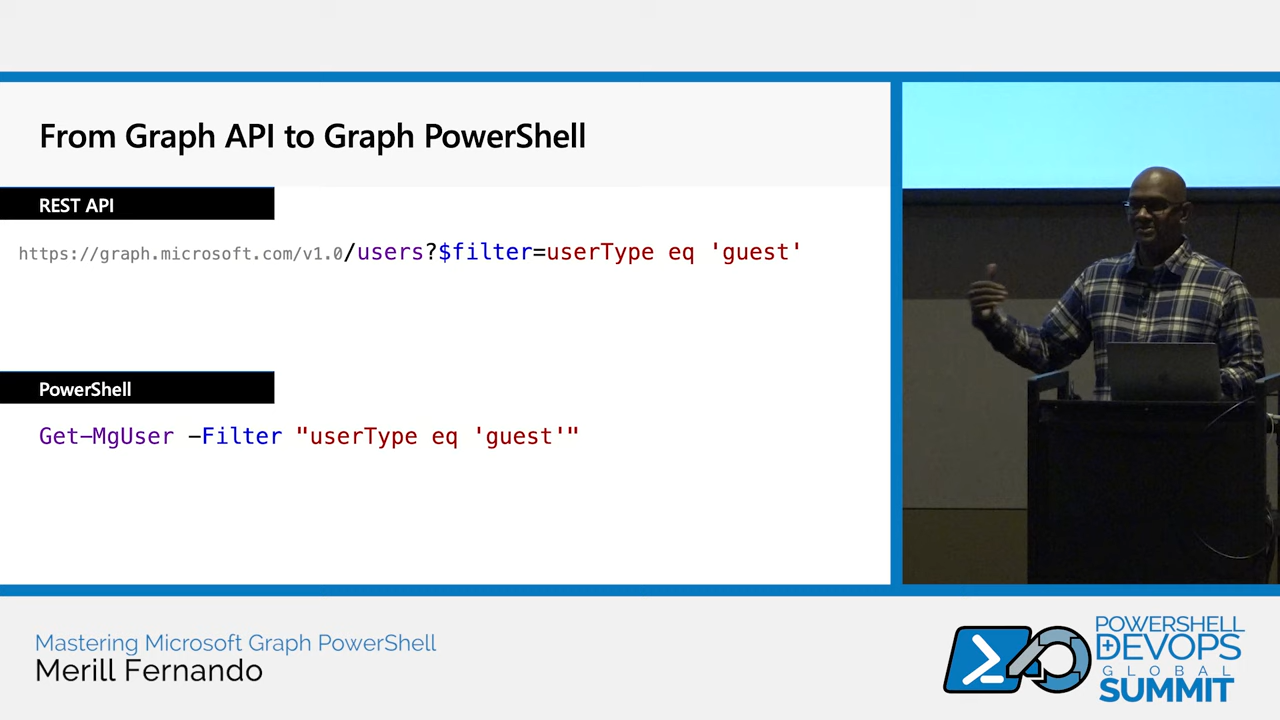 From Graph API to Graph PowerShell
REST API
https://graph.microsoft.com/v1.0/users?$filter=userType eq 'guest'
PowerShell
Get-MgUser -Filter "userType eq 'guest'"
Mastering Microsoft Graph PowerShell
Merill Fernando
POWERSHELL
DEVOPS
GLOBAL
SUMMIT